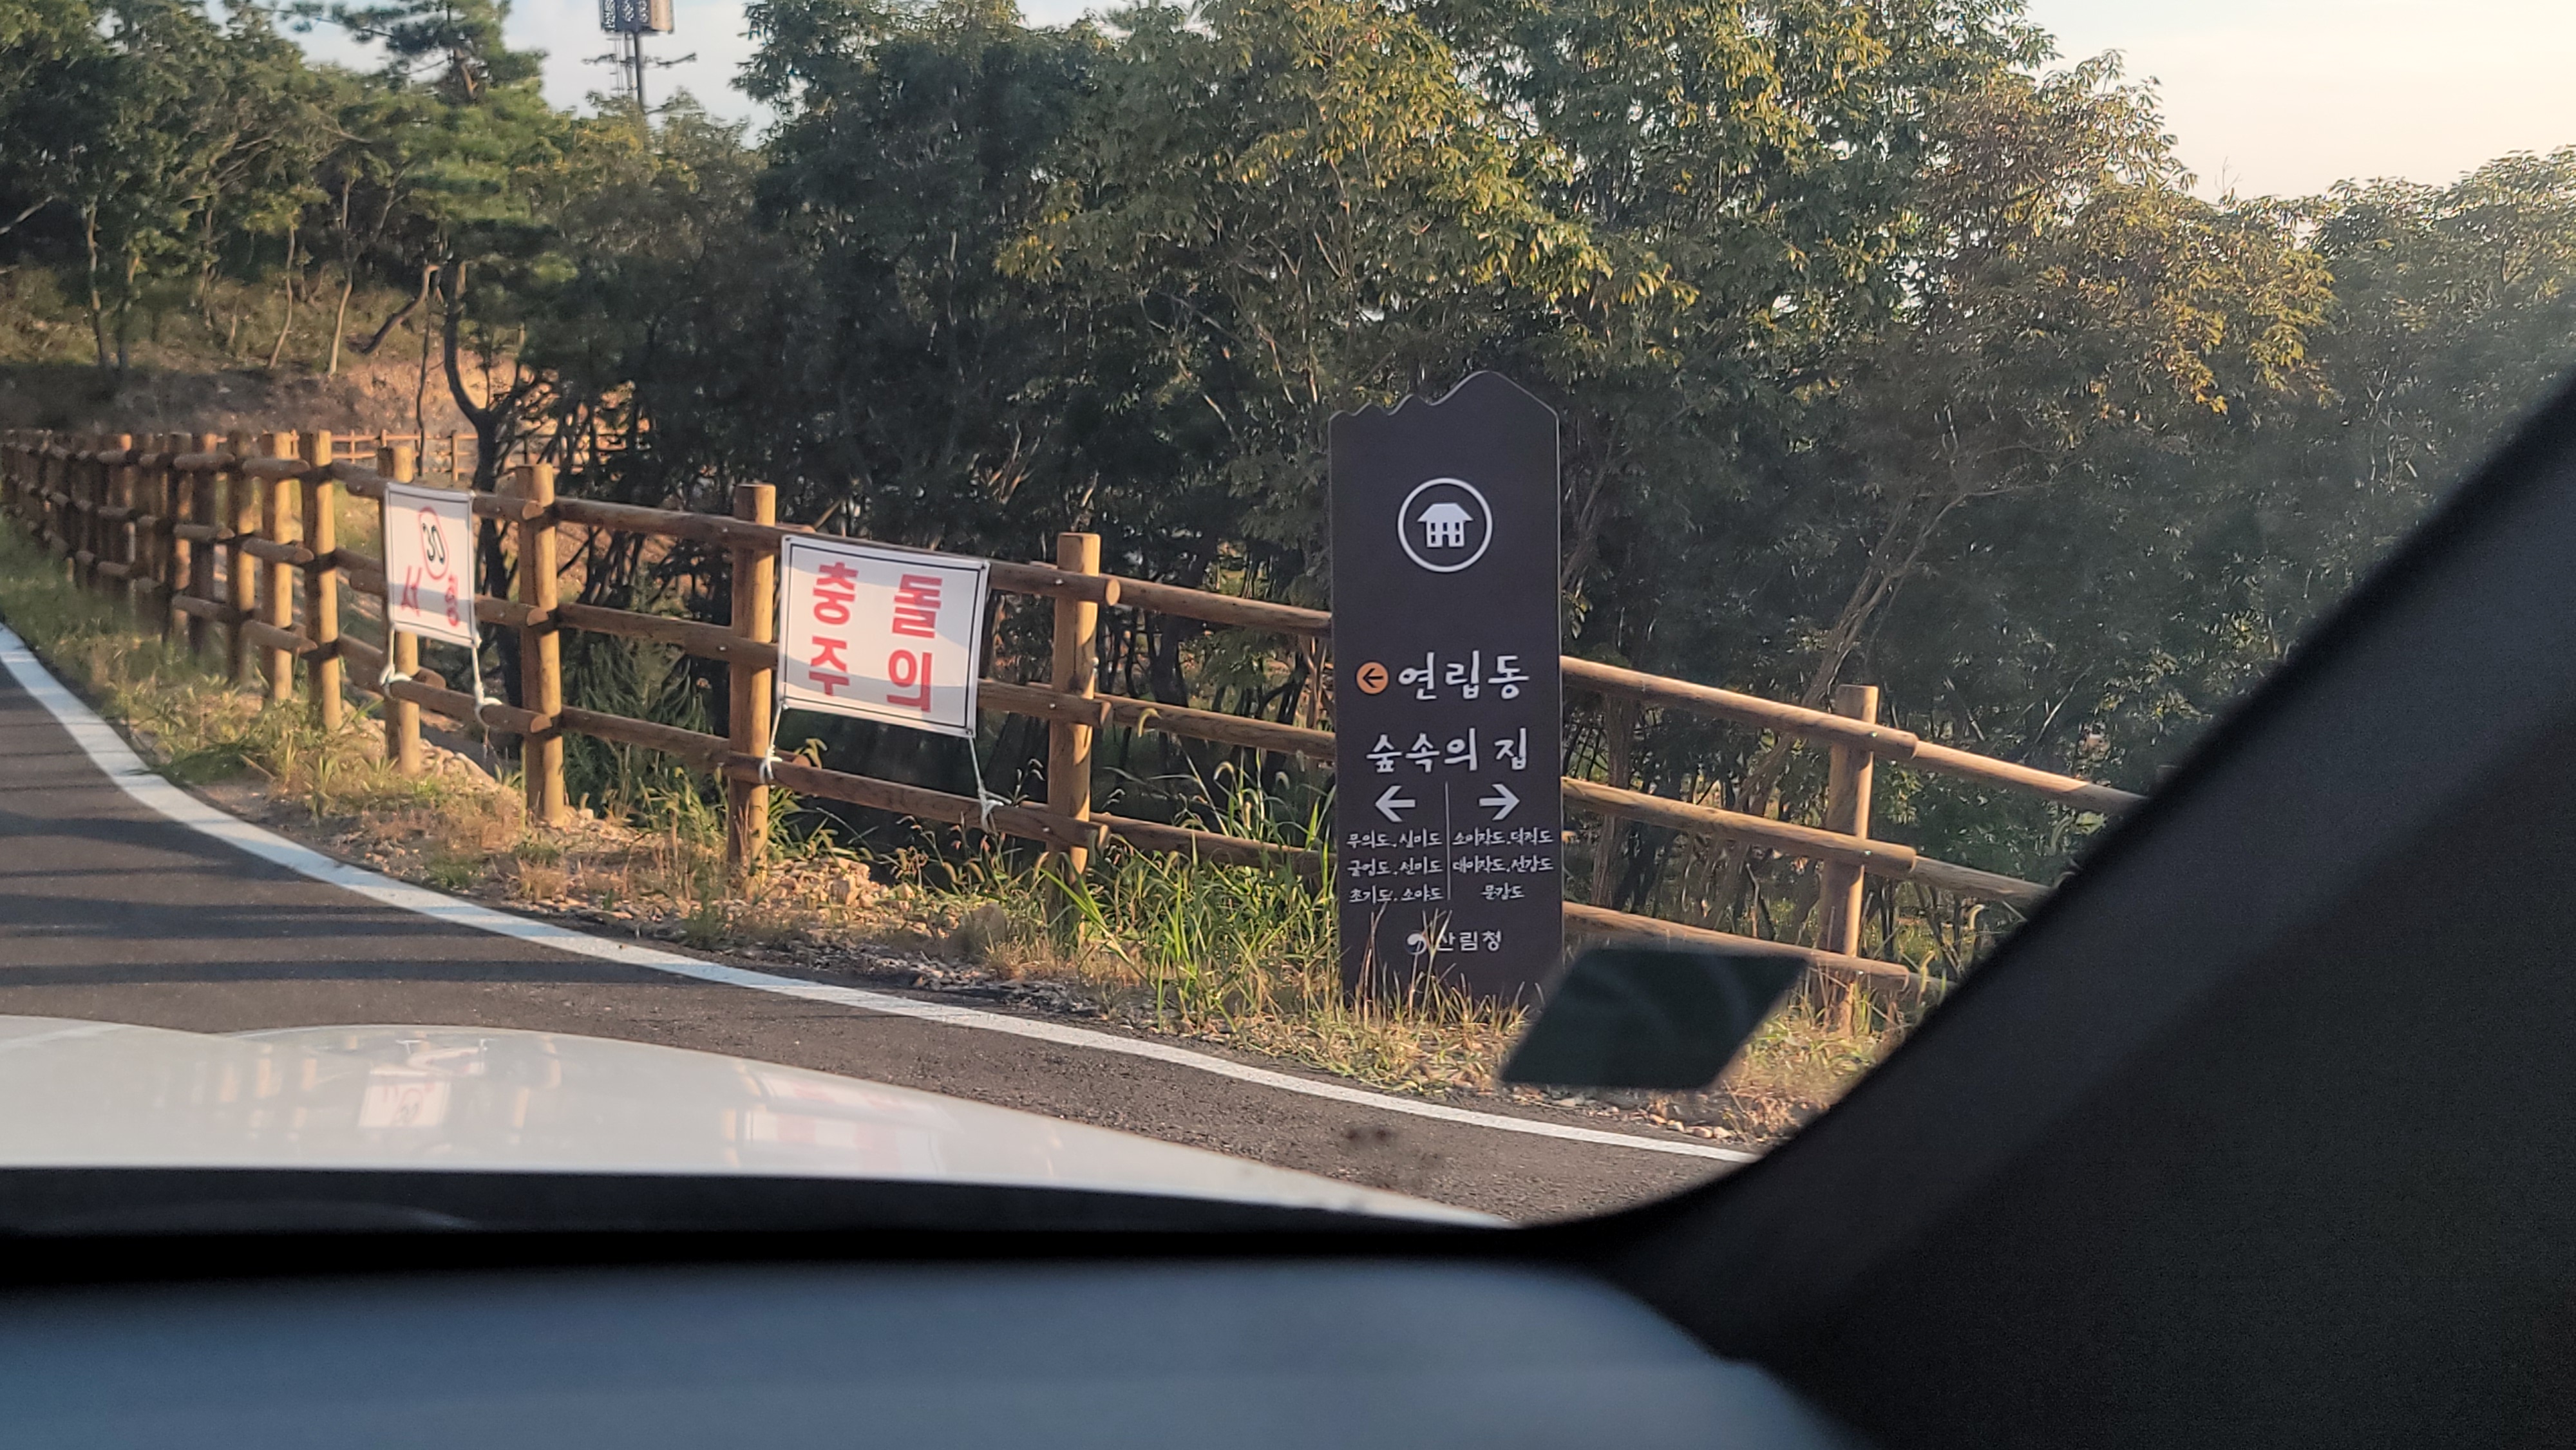 30
서 행
충 돌
주 의
연립동
숲속의 집
← →
무의도, 실미도 소이작도, 덕적도
굴업도, 선미도 대이작도, 선갑도
초지도, 소야도 문갑도
산림청